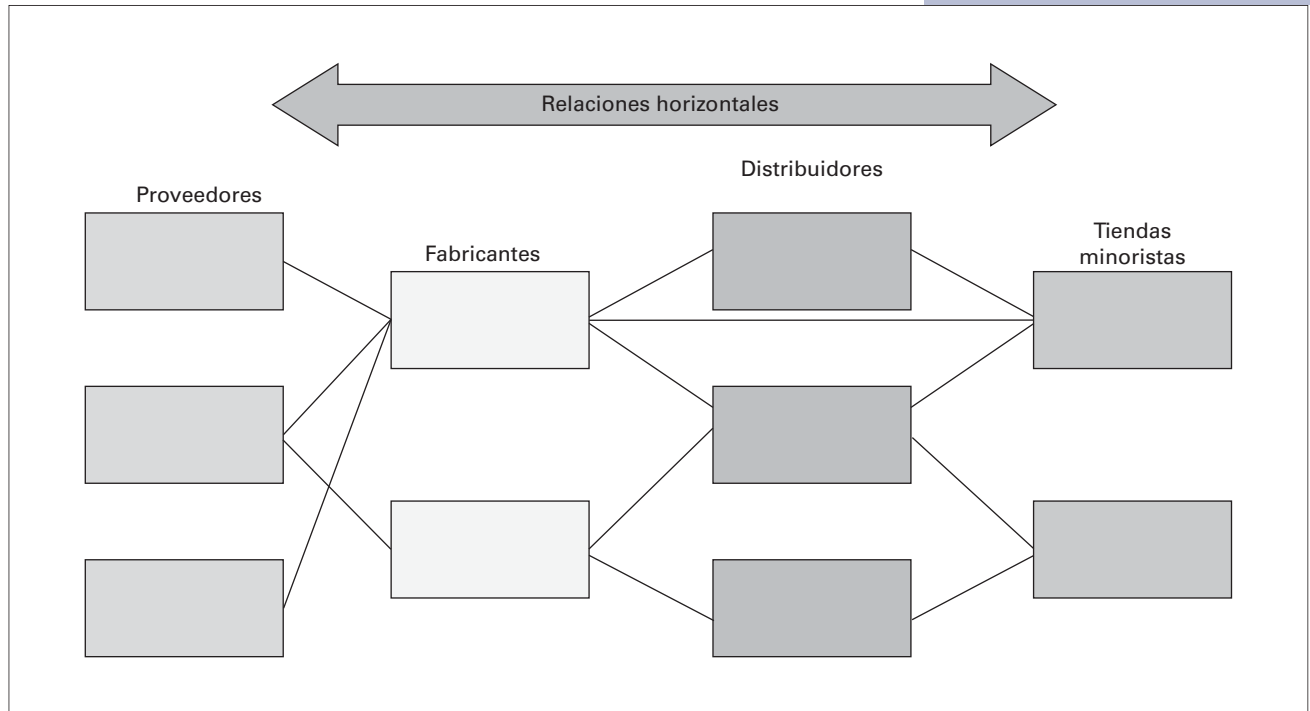 Relaciones horizontales
Distribuidores
Proveedores
Tiendas
minoristas
Fabricantes